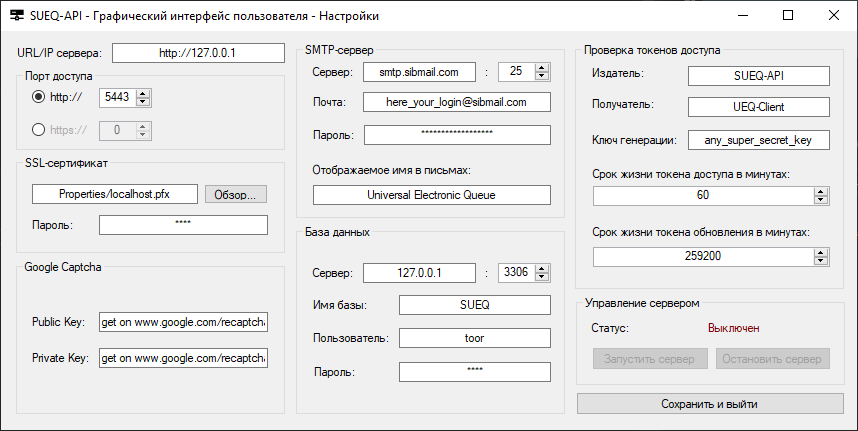 SUEQ-API - Графический интерфейс пользователя - Настройки
URL/IP сервера: http://127.0.0.1
Порт доступа
http:// 5443
https:// 0
SSL-сертификат
Properties/localhost.pfx Обзор...
Пароль: ****
Google Captcha
Public Key: get on www.google.com/recaptcha
Private Key: get on www.google.com/recaptcha
SMTP-сервер
Сервер: smtp.sibmail.com : 25
Почта: here_your_login@sibmail.com
Пароль: ******************
Отображаемое имя в письмах:
Universal Electronic Queue
База данных
Сервер: 127.0.0.1 : 3306
Имя базы: SUEQ
Пользователь: toor
Пароль: ****
Проверка токенов доступа
Издатель: SUEQ-API
Получатель: UEQ-Client
Ключ генерации: any_super_secret_key
Срок жизни токена доступа в минутах:
60
Срок жизни токена обновления в минутах:
259200
Управление сервером
Статус: Выключен
Запустить сервер Остановить сервер
Сохранить и выйти